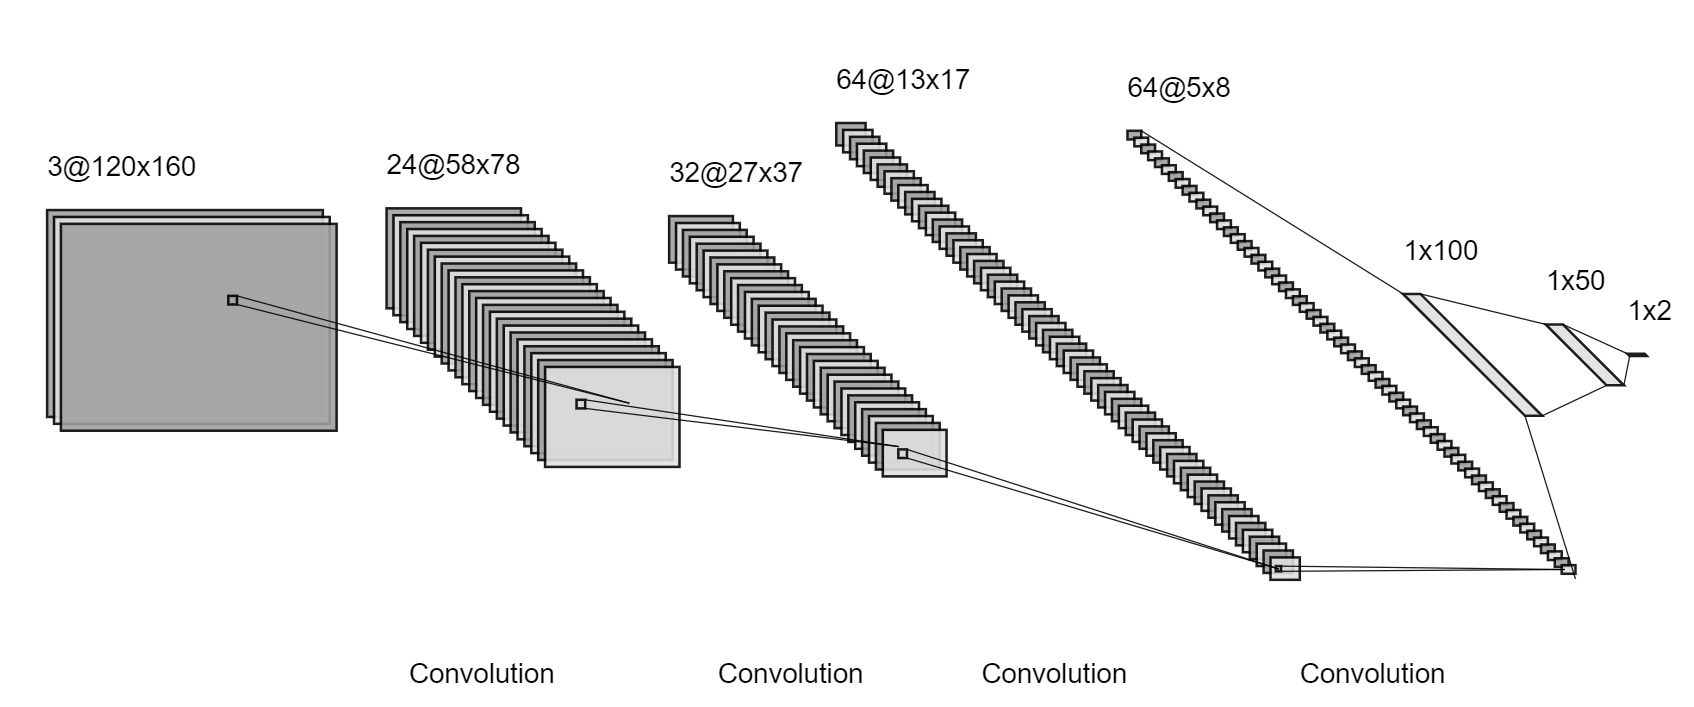 3@120x160
24@58x78
32@27x37
64@13x17
64@5x8
1x100
1x50
1x2
Convolution
Convolution
Convolution
Convolution